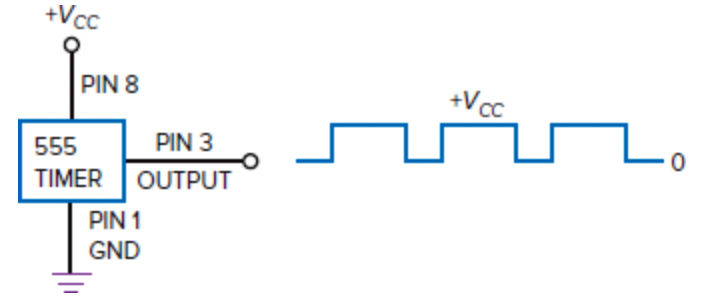 +VCC
PIN 8
555
TIMER
PIN 3
OUTPUT
PIN 1
GND
+VCC
0